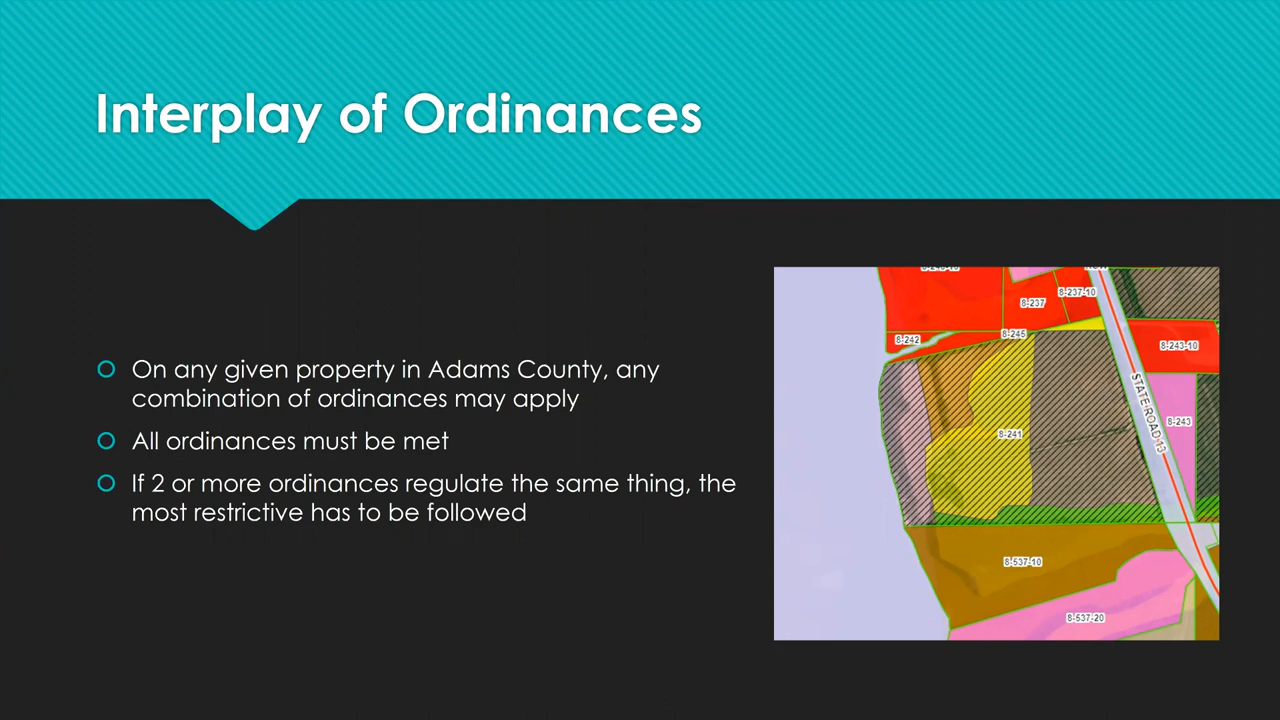 Interplay of Ordinances
On any given property in Adams County, any
combination of ordinances may apply
All ordinances must be met
If 2 or more ordinances regulate the same thing, the
most restrictive has to be followed
8-237-10
8-237
8-245
8-242
8-243-10
STATE ROAD 13
8-243
8-241
8-537-10
8-537-20